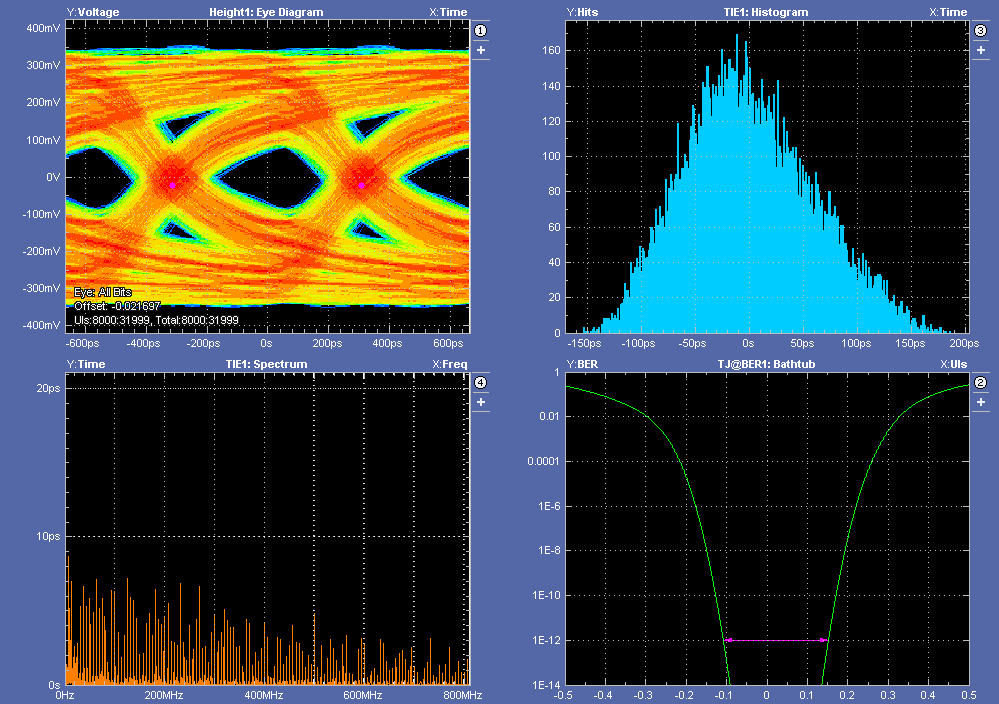 Y:Voltage Height1: Eye Diagram X:Time
400mV
300mV
200mV
100mV
0V
-100mV
-200mV
-300mV
-400mV
Eye: All Bits
Offset: -0.021697
UIs:8000:31999, Total:8000:31999
-600ps -400ps -200ps 0s 200ps 400ps 600ps
1
+
Y:Hits TIE1: Histogram X:Time
160
140
120
100
80
60
40
20
0
-150ps -100ps -50ps 0s 50ps 100ps 150ps 200ps
3
+
Y:Time TIE1: Spectrum X:Freq
20ps
10ps
0s
0Hz 200MHz 400MHz 600MHz 800MHz
4
+
Y:BER TJ@BER1: Bathtub X:UIs
1
0.01
0.0001
1E-6
1E-8
1E-10
1E-12
1E-14
-0.5 -0.4 -0.3 -0.2 -0.1 0 0.1 0.2 0.3 0.4 0.5
2
+